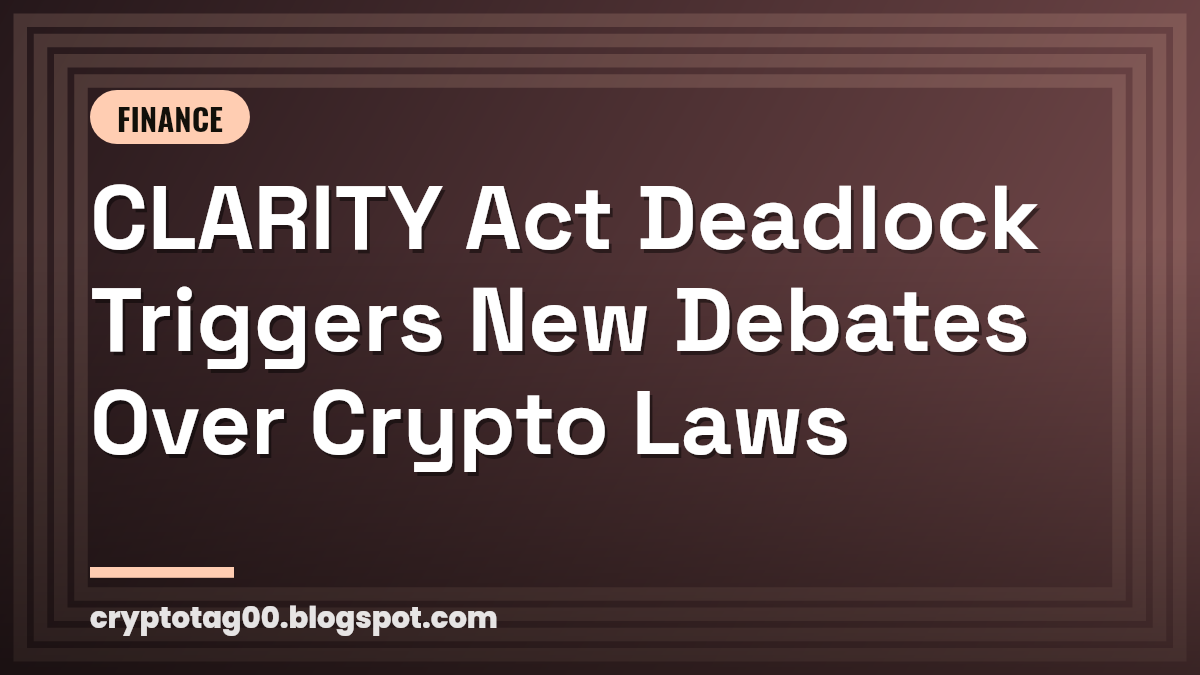 FINANCE
CLARITY Act Deadlock
Triggers New Debates
Over Crypto Laws
cryptotag00.blogspot.com